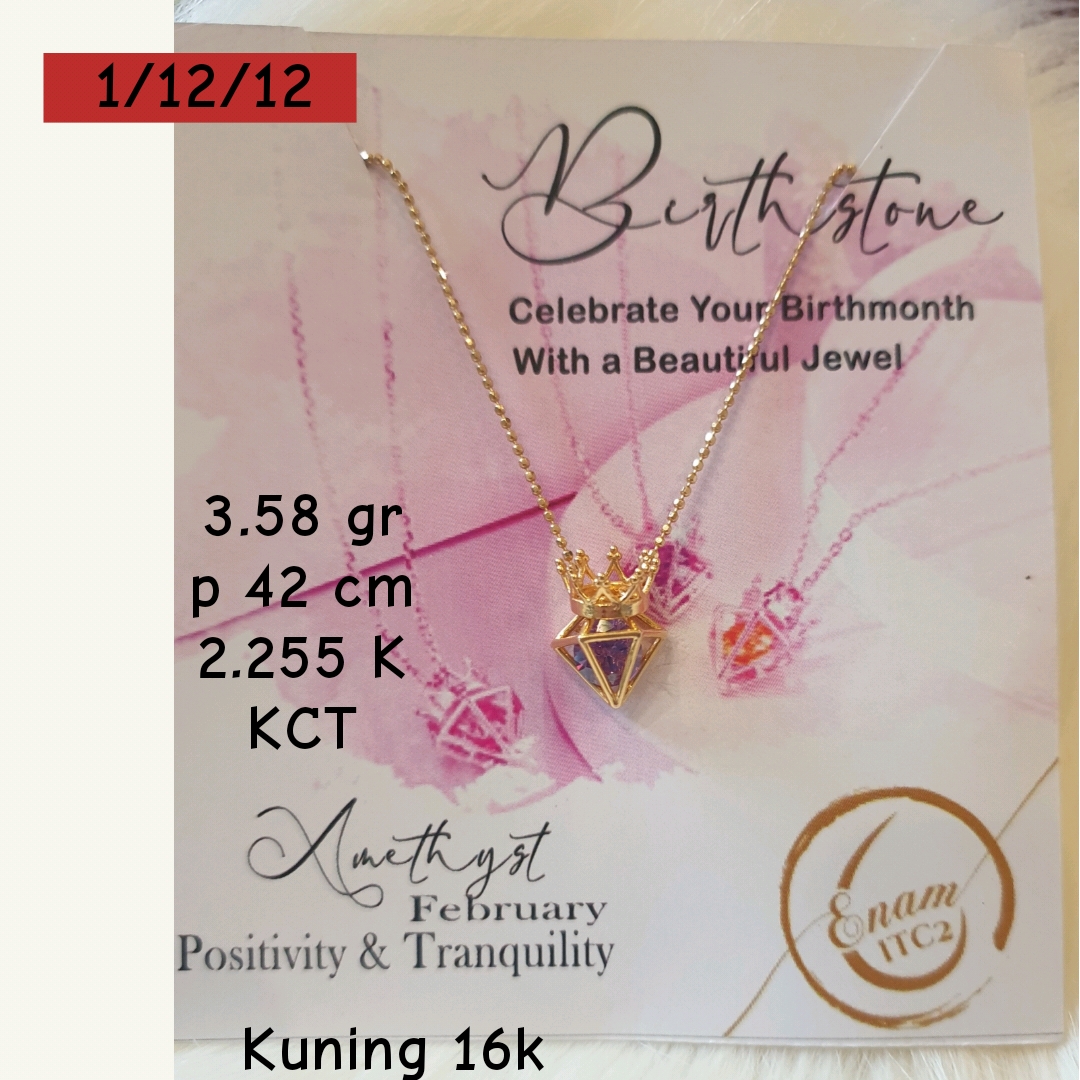 1/12/12
Birthstone
Celebrate Your Birthmonth
With a Beautiful Jewel
3.58 gr
p 42 cm
2.255 K
KCT
Amethyst
February
Positivity & Tranquility
Enam
ITC2
Kuning 16k